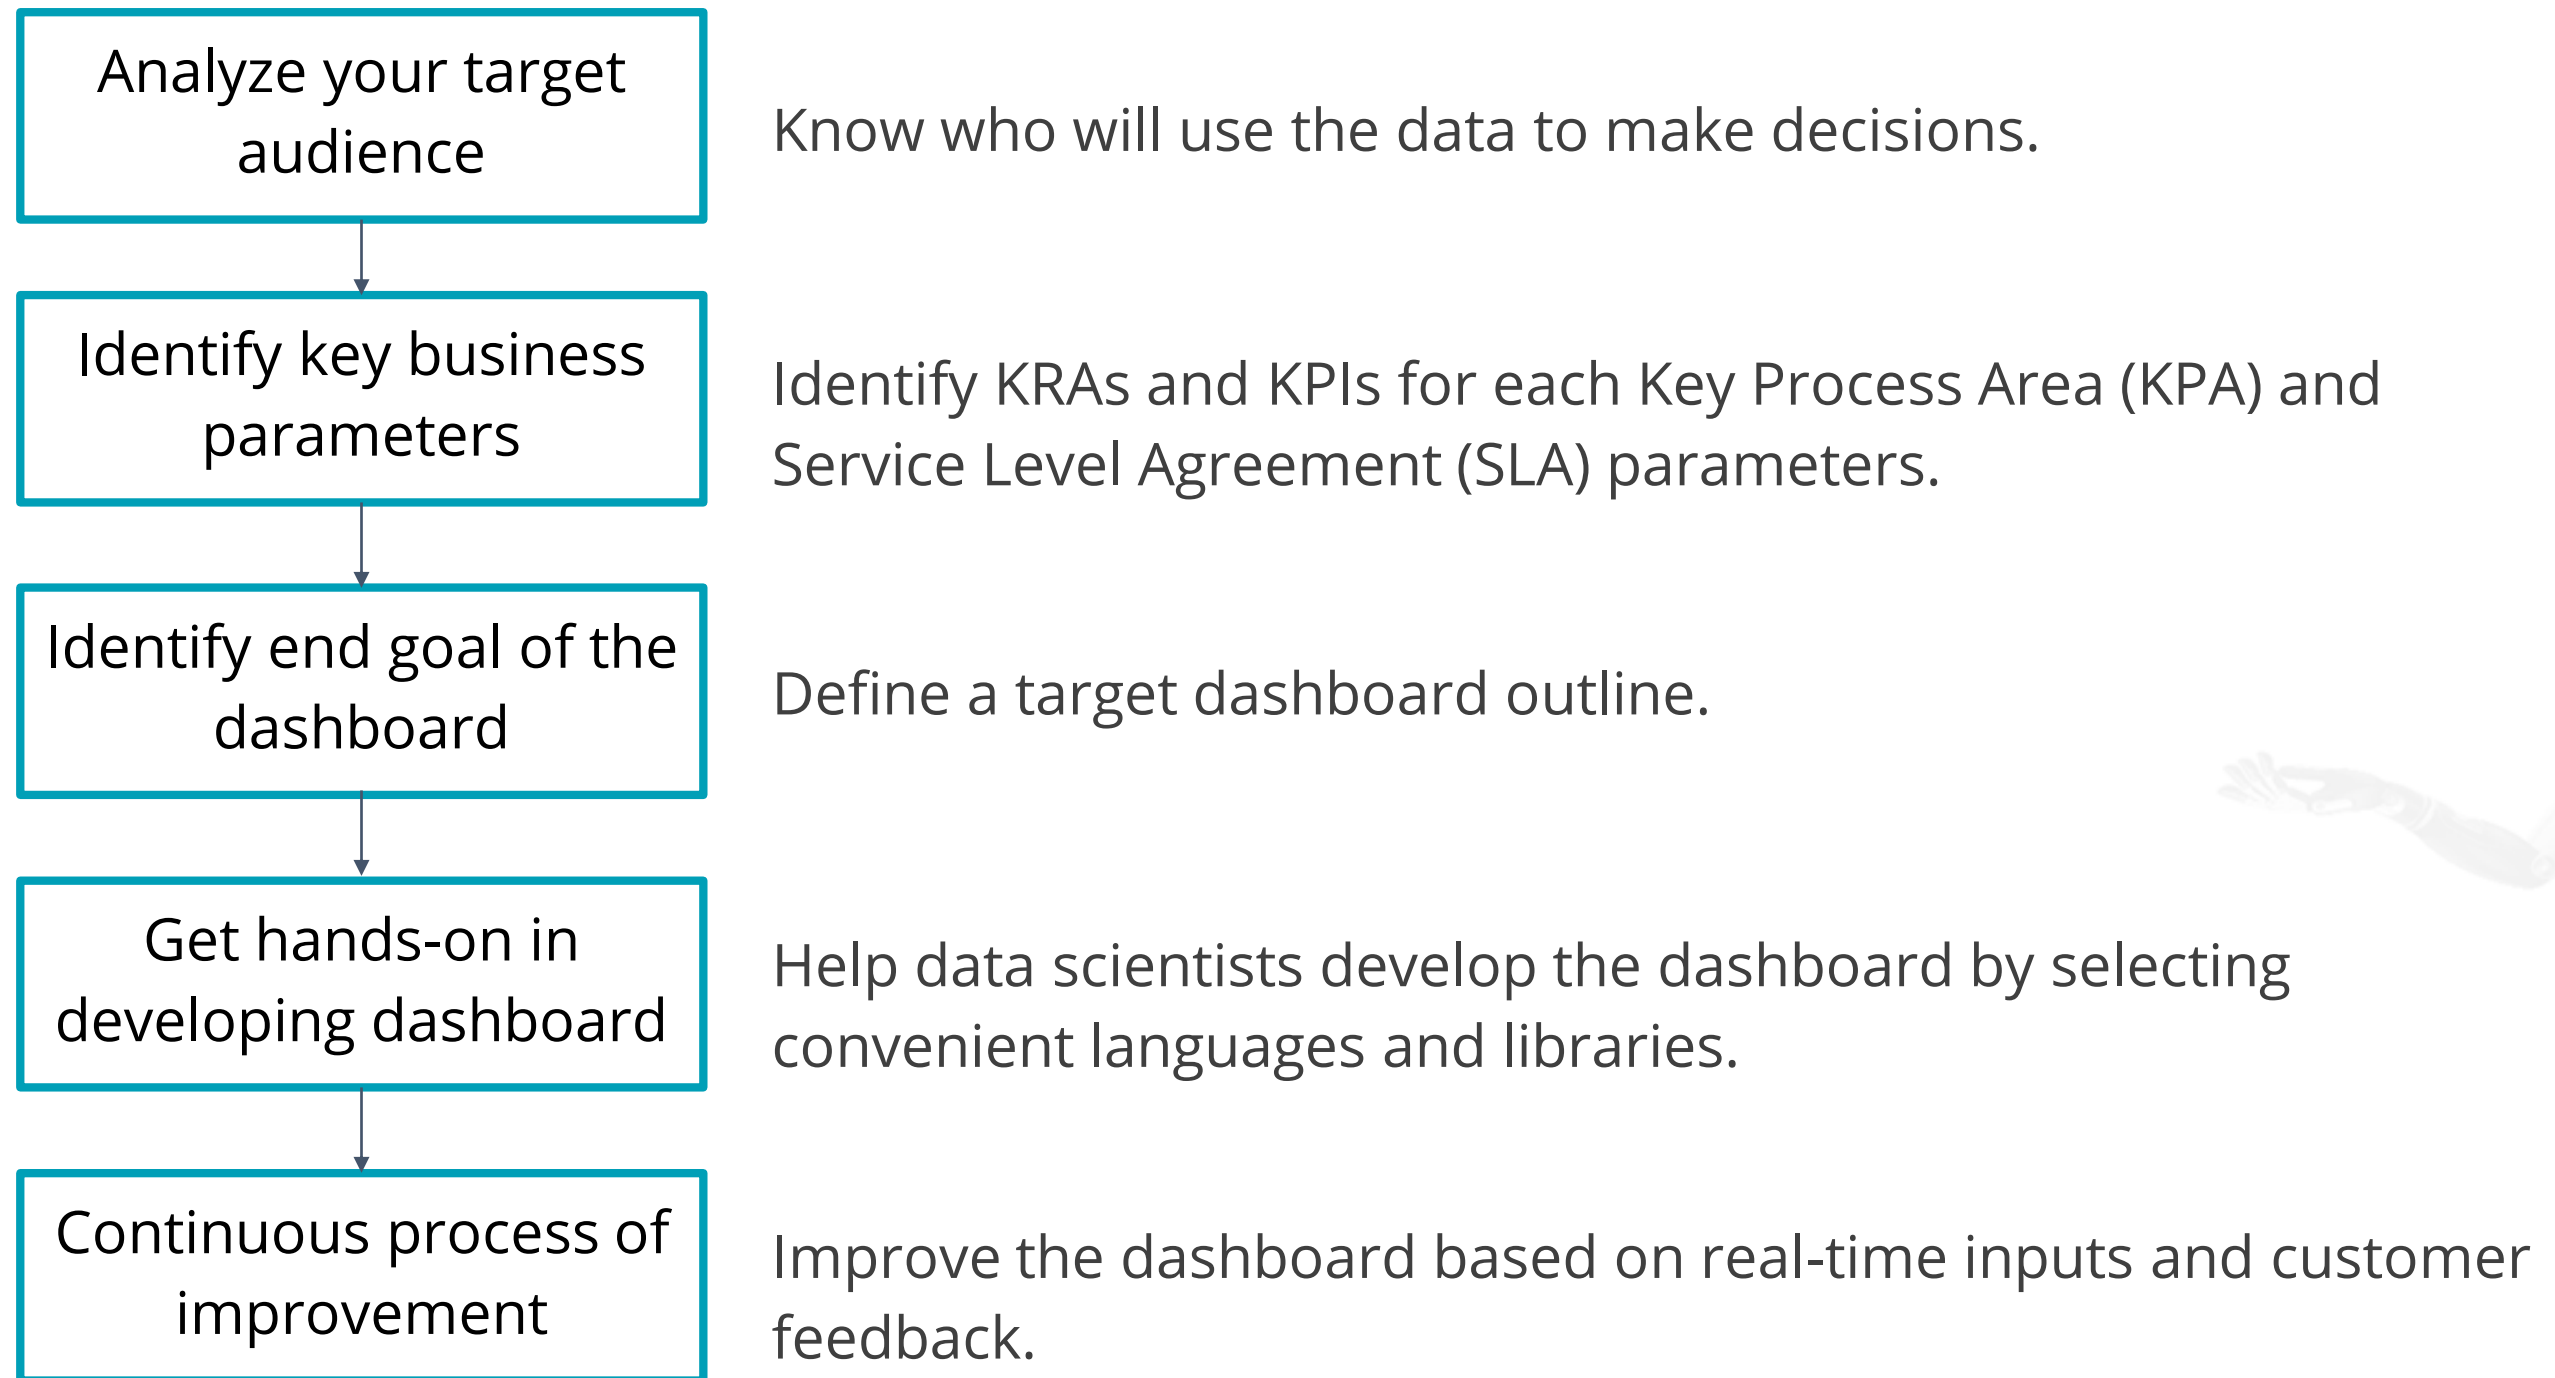 Analyze your target
audience
Know who will use the data to make decisions.
Identify key business
parameters
Identify KRAs and KPIs for each Key Process Area (KPA) and
Service Level Agreement (SLA) parameters.
Identify end goal of the
dashboard
Define a target dashboard outline.
Get hands-on in
developing dashboard
Help data scientists develop the dashboard by selecting
convenient languages and libraries.
Continuous process of
improvement
Improve the dashboard based on real-time inputs and customer
feedback.